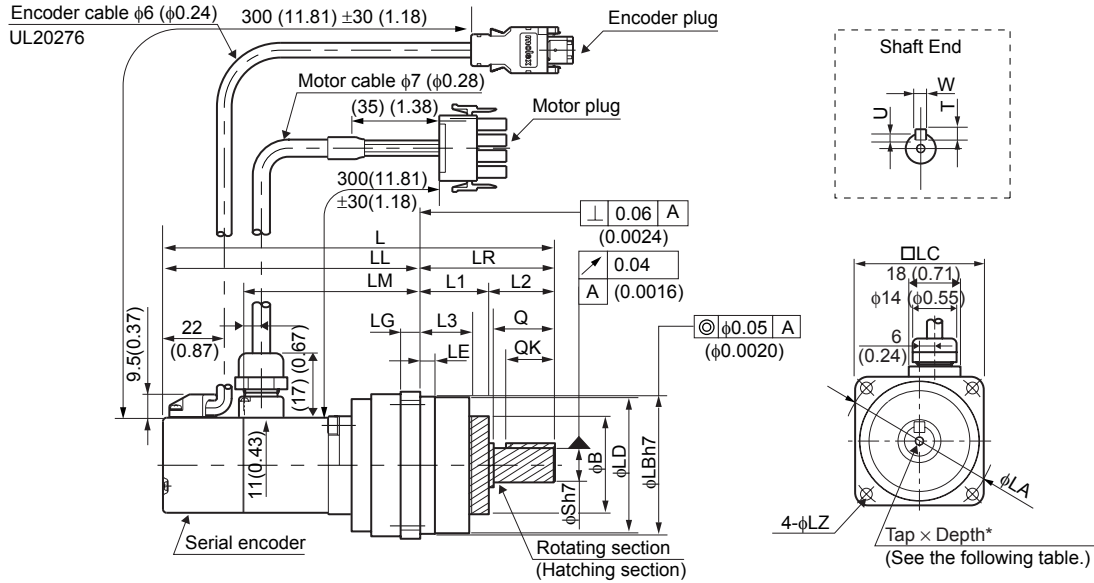 Encoder cable ϕ6 (ϕ0.24)
UL20276
300 (11.81) ±30 (1.18)
Encoder plug
molex
Motor cable ϕ7 (ϕ0.28)
(35) (1.38)
Motor plug
300(11.81)
±30(1.18)
Shaft End
W
U
T
⊥ 0.06 A
(0.0024)
L
LL
LR
↗ 0.04
A (0.0016)
LM
L1
L2
□LC
18 (0.71)
ϕ14 (ϕ0.55)
22
(0.87)
LG
L3
Q
◎ ϕ0.05 A
(ϕ0.0020)
6
(0.24)
LE
QK
9.5(0.37)
(17) (0.67)
11(0.43)
ϕSh7
ϕB
ϕLD
ϕLBh7
ϕLA
4-ϕLZ
Serial encoder
Rotating section
(Hatching section)
Tap × Depth*
(See the following table.)